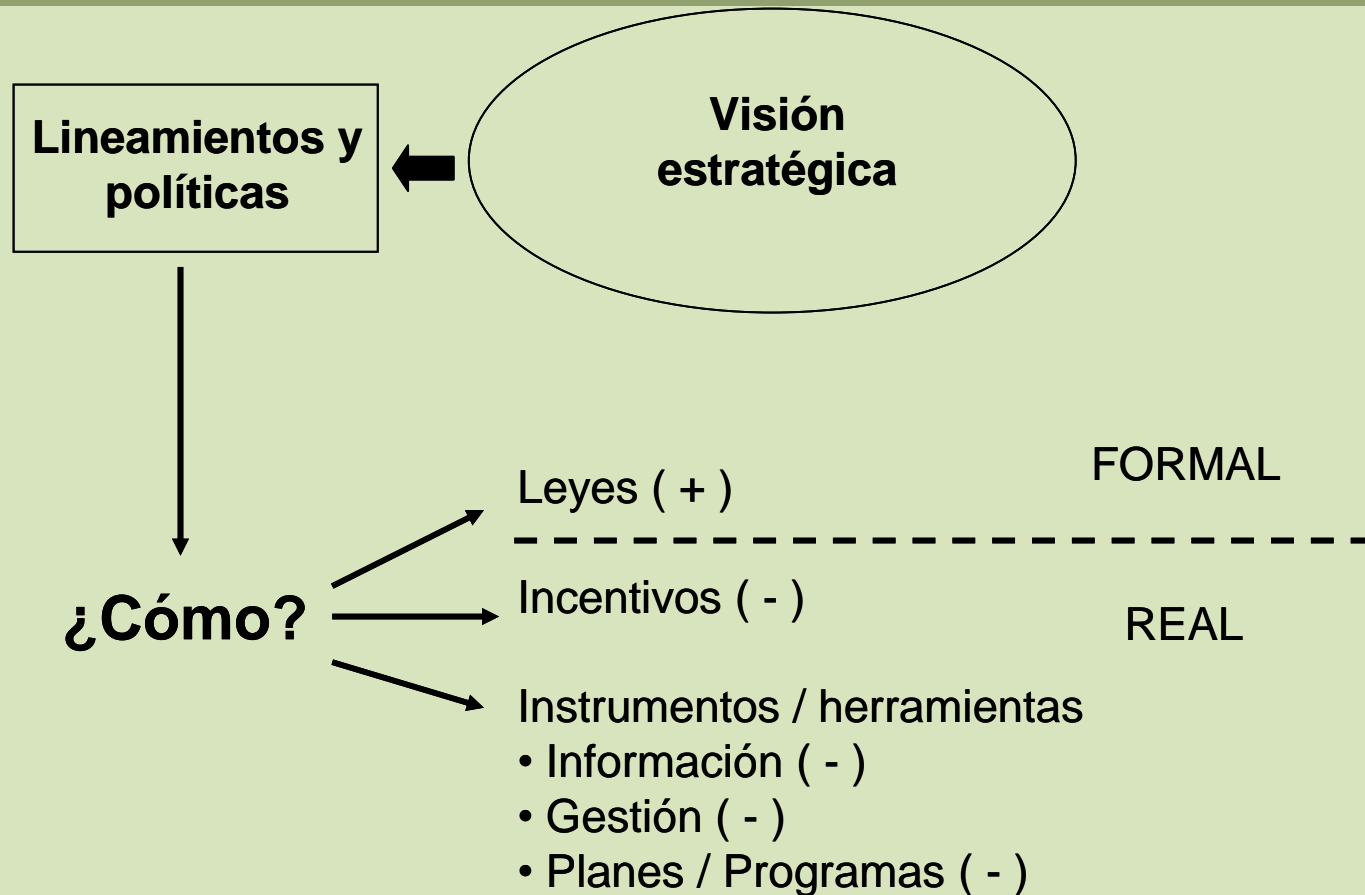 Visión
estratégica
Lineamientos y
políticas
FORMAL
Leyes ( + )
Incentivos ( - )
¿Cómo?
REAL
Instrumentos / herramientas
• Información ( - )
• Gestión ( - )
• Planes / Programas ( - )